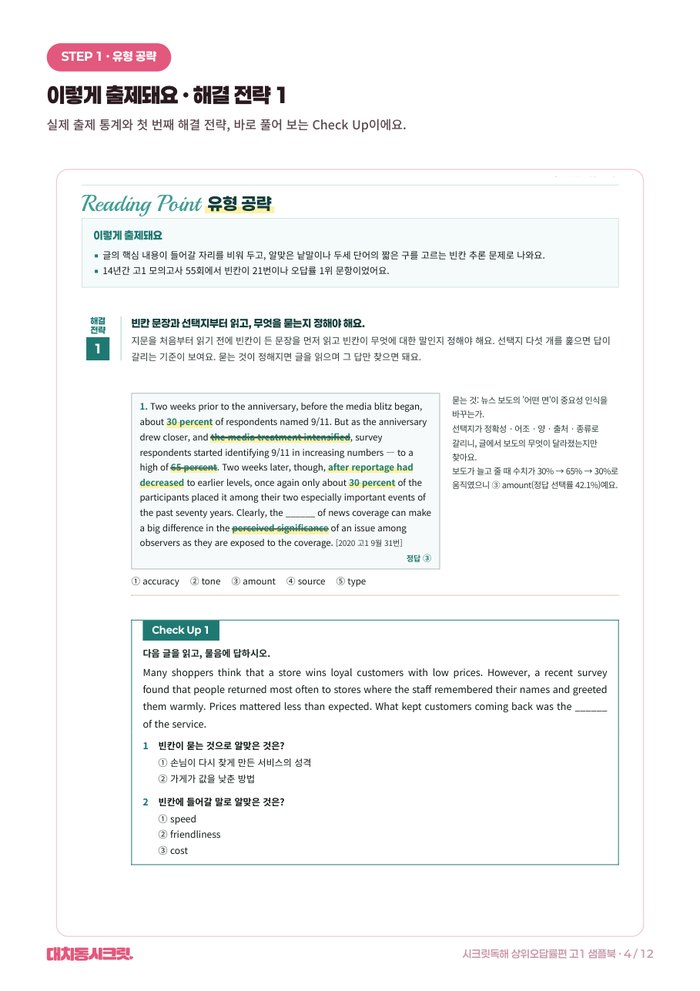 STEP 1 · 유형 공략
이렇게 출제돼요 · 해결 전략 1
실제 출제 통계와 첫 번째 해결 전략, 바로 풀어 보는 Check Up이에요.
Reading Point 유형 공략
이렇게 출제돼요
▪ 글의 핵심 내용이 들어갈 자리를 비워 두고, 알맞은 낱말이나 두세 단어의 짧은 구를 고르는 빈칸 추론 문제로 나와요.
▪ 14년간 고1 모의고사 55회에서 빈칸이 21번이나 오답률 1위 문항이었어요.
해결
전략
1
빈칸 문장과 선택지부터 읽고, 무엇을 묻는지 정해야 해요.
지문을 처음부터 읽기 전에 빈칸이 든 문장을 먼저 읽고 빈칸이 무엇에 대한 말인지 정해야 해요. 선택지 다섯 개를 훑으면 답이
갈리는 기준이 보여요. 묻는 것이 정해지면 글을 읽으며 그 답만 찾으면 돼요.
1. Two weeks prior to the anniversary, before the media blitz began,
about 30 percent of respondents named 9/11. But as the anniversary
drew closer, and the media treatment intensified, survey
respondents started identifying 9/11 in increasing numbers — to a
high of 65 percent. Two weeks later, though, after reportage had
decreased to earlier levels, once again only about 30 percent of the
participants placed it among their two especially important events of
the past seventy years. Clearly, the ______ of news coverage can make
a big difference in the perceived significance of an issue among
observers as they are exposed to the coverage. [2020 고1 9월 31번]
정답 ③
① accuracy ② tone ③ amount ④ source ⑤ type
묻는 것: 뉴스 보도의 '어떤 면'이 중요성 인식을
바꾸는가.
선택지가 정확성 · 어조 · 양 · 출처 · 종류로
갈리니, 글에서 보도의 무엇이 달라졌는지만
찾아요.
보도가 늘고 줄 때 수치가 30% → 65% → 30%로
움직였으니 ③ amount(정답 선택률 42.1%)예요.
Check Up 1
다음 글을 읽고, 물음에 답하시오.
Many shoppers think that a store wins loyal customers with low prices. However, a recent survey
found that people returned most often to stores where the staff remembered their names and greeted
them warmly. Prices mattered less than expected. What kept customers coming back was the ______
of the service.
1 빈칸이 묻는 것으로 알맞은 것은?
① 손님이 다시 찾게 만든 서비스의 성격
② 가게가 값을 낮춘 방법
2 빈칸에 들어갈 말로 알맞은 것은?
① speed
② friendliness
③ cost
대치동시크릿.
시크릿독해 상위오답률편 고1 샘플북 · 4 / 12